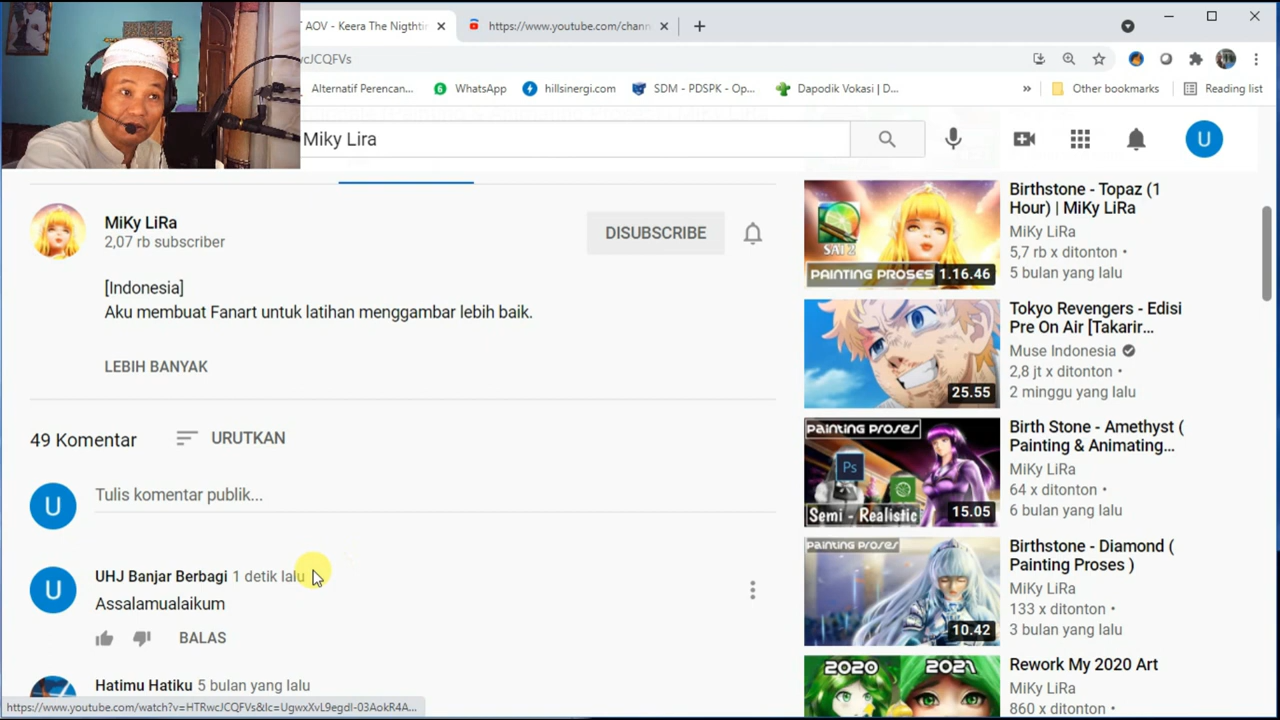 AOV - Keera The Nigthtir
https://www.youtube.com/chann
wcJCQFVs
Alternatif Perencan...
WhatsApp
hillsinergi.com
SDM - PDSPK - Op...
Dapodik Vokasi | D...
»
Other bookmarks
Reading list
Miky Lira
U
MiKy LiRa
2,07 rb subscriber
DISUBSCRIBE
[Indonesia]
Aku membuat Fanart untuk latihan menggambar lebih baik.
LEBIH BANYAK
49 Komentar
URUTKAN
U
Tulis komentar publik...
U
UHJ Banjar Berbagi 1 detik lalu
Assalamualaikum
BALAS
Hatimu Hatiku 5 bulan yang lalu
https://www.youtube.com/watch?v=HTRwcJCQFVs&lc=UgwxXvL9egdI-03AokR4A...
SAI 2
PAINTING PROSES 1.16.46
Birthstone - Topaz (1
Hour) | MiKy LiRa
MiKy LiRa
5,7 rb x ditonton •
5 bulan yang lalu
25.55
Tokyo Revengers - Edisi
Pre On Air [Takarir...
Muse Indonesia
2,8 jt x ditonton •
2 minggu yang lalu
PAINTING PROSES
Ps
Semi - Realistic
15.05
Birth Stone - Amethyst (
Painting & Animating...
MiKy LiRa
64 x ditonton •
6 bulan yang lalu
PAINTING PROSES
10.42
Birthstone - Diamond (
Painting Proses )
MiKy LiRa
133 x ditonton •
3 bulan yang lalu
2020
2021
Rework My 2020 Art
MiKy LiRa
860 x ditonton •